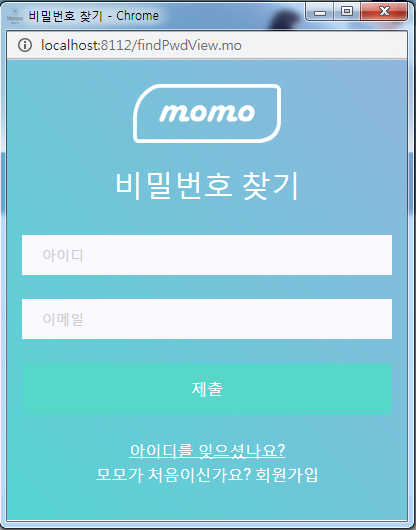 비밀번호 찾기 - Chrome
localhost:8112/findPwdView.mo
momo
비밀번호 찾기
아이디
이메일
제출
아이디를 잊으셨나요?
모모가 처음이신가요? 회원가입